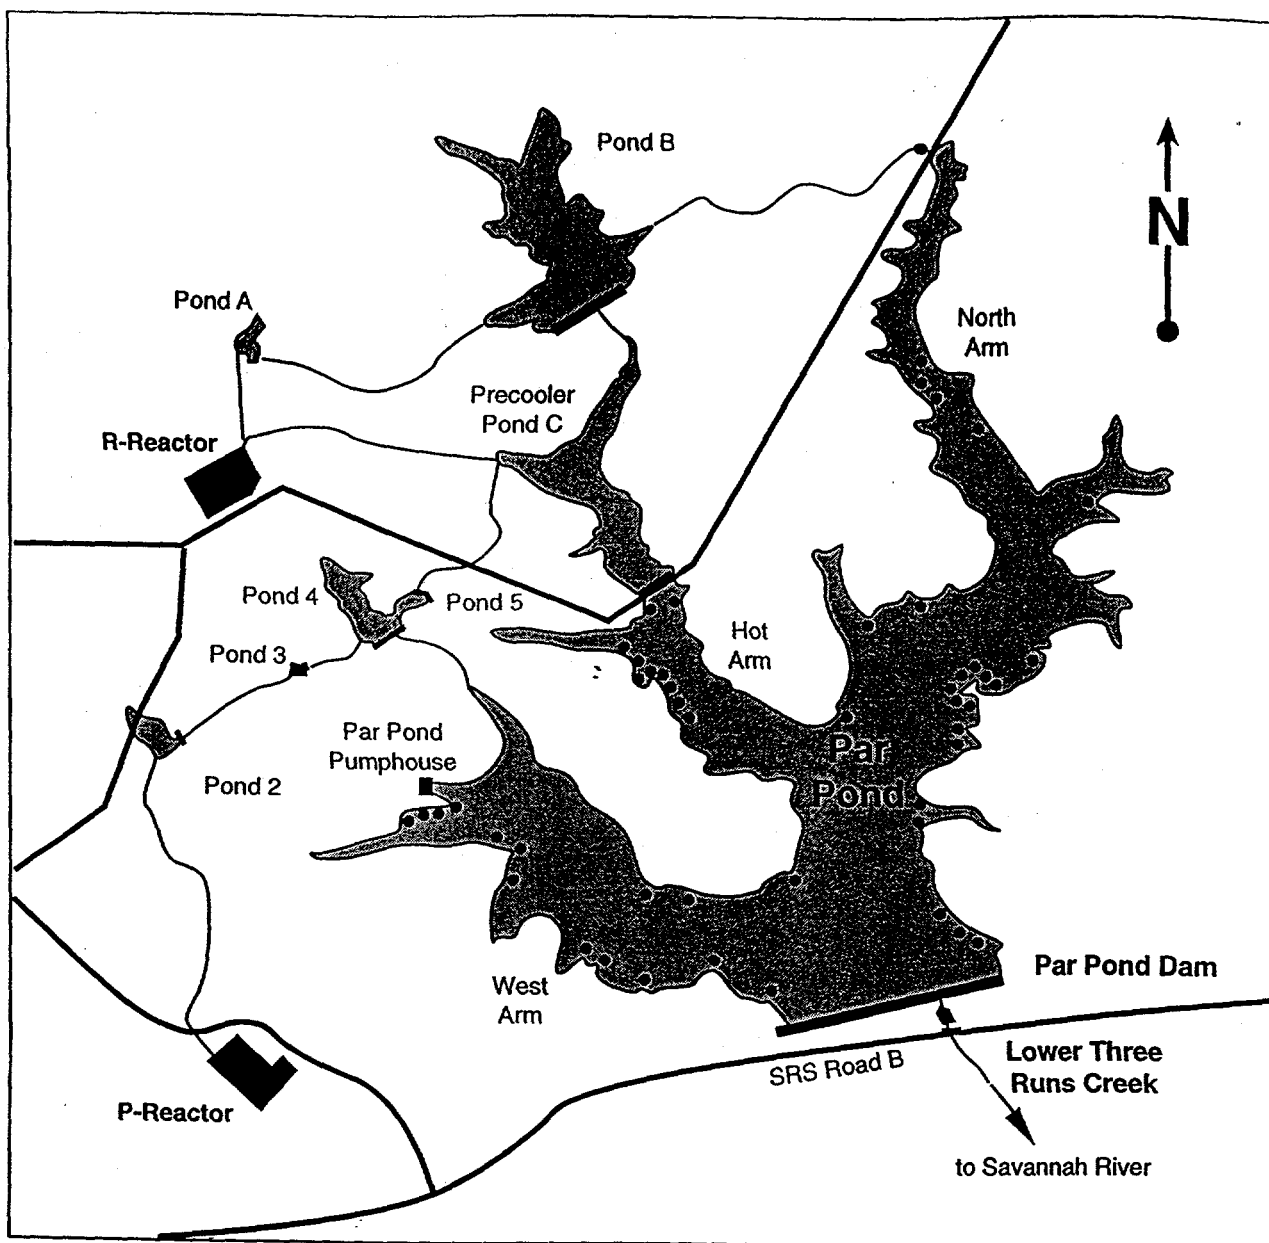 Pond B
N
Pond A
North
Arm
Precooler
Pond C
R-Reactor
Pond 4
Pond 5
Hot
Arm
Pond 3
Par Pond
Pumphouse
Par
Pond
Pond 2
West
Arm
Par Pond Dam
SRS Road B
Lower Three
Runs Creek
P-Reactor
to Savannah River